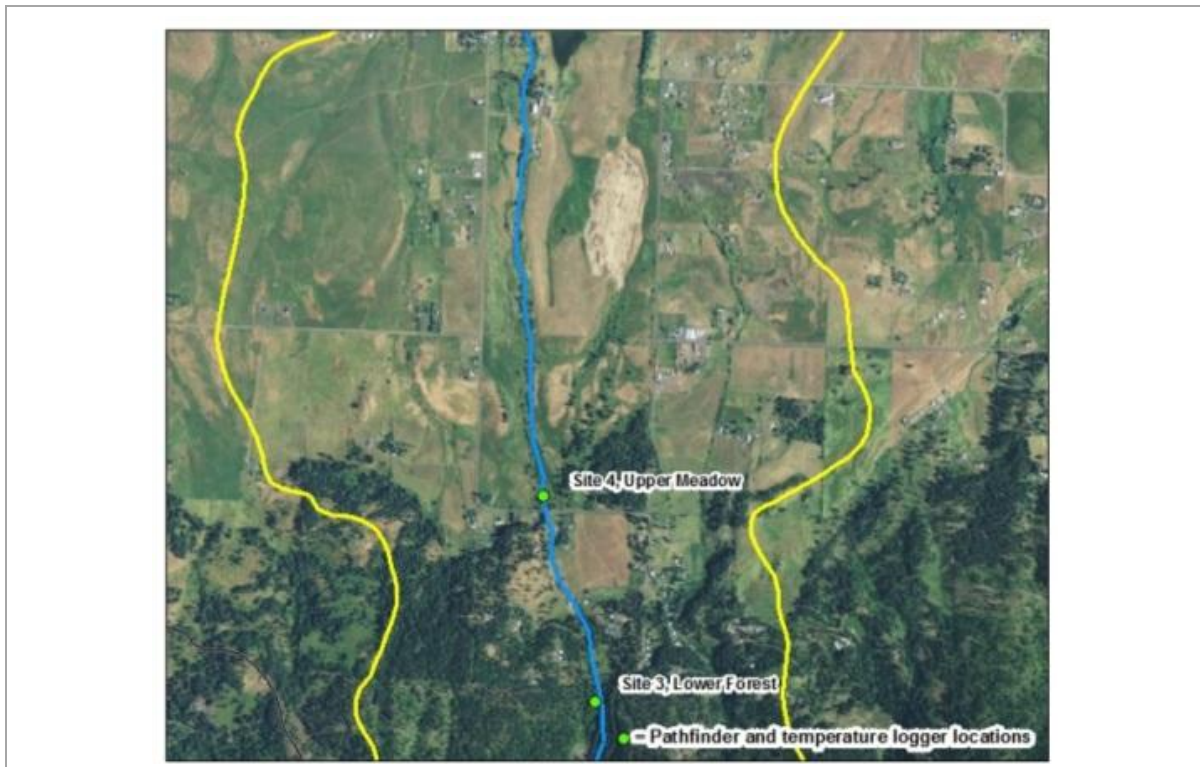 Site 4, Upper Meadow
Site 3, Lower Forest
= Pathfinder and temperature logger locations